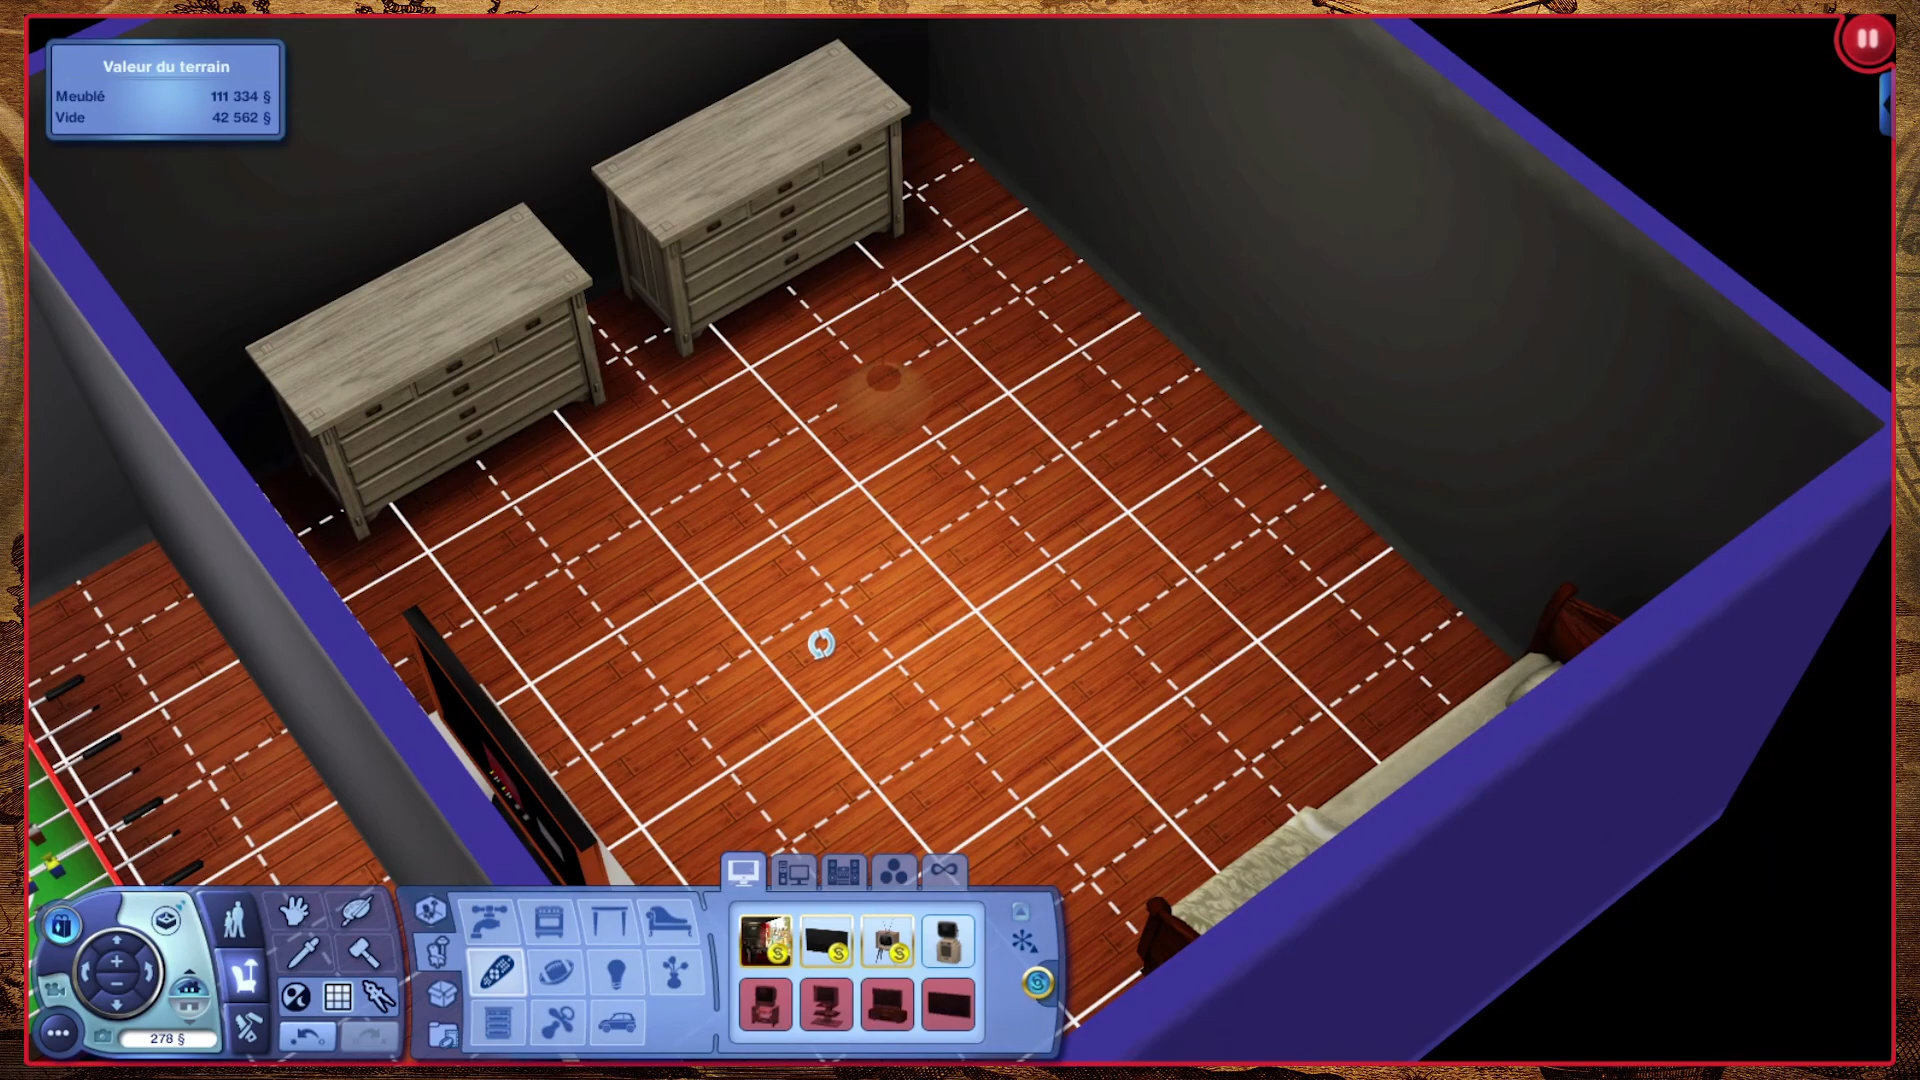 Valeur du terrain
Meublé 111 334 §
Vide 42 562 §
278 §